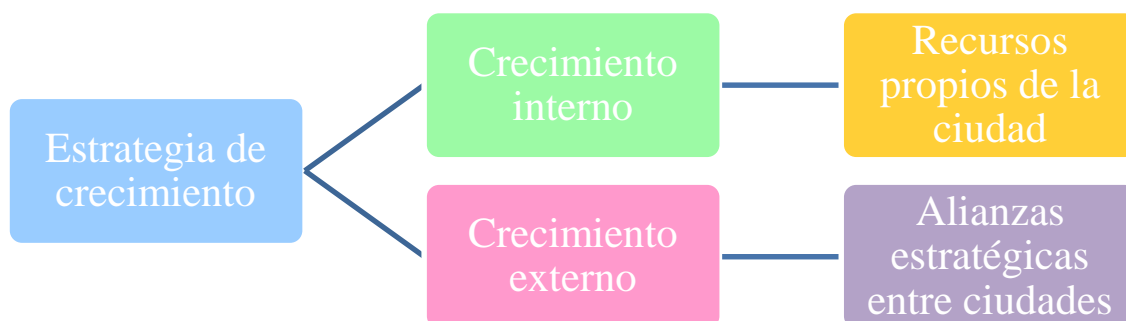 Estrategia de
crecimiento
Crecimiento
interno
Recursos
propios de la
ciudad
Crecimiento
externo
Alianzas
estratégicas
entre ciudades